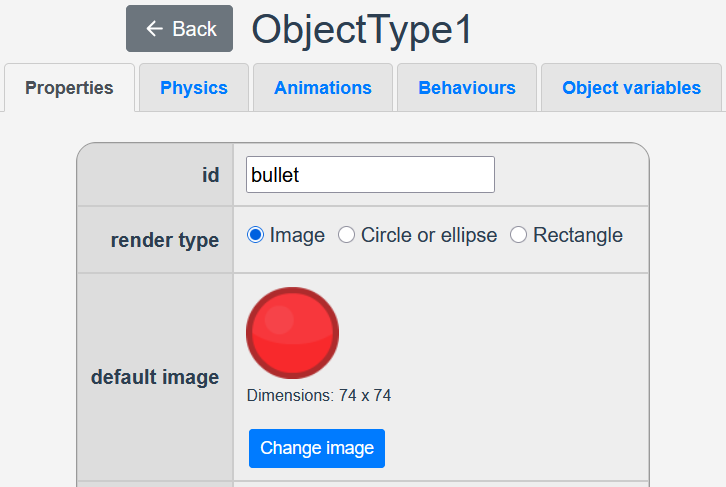 ← Back ObjectType1
Properties Physics Animations Behaviours Object variables
id bullet
render type Image Circle or ellipse Rectangle
default image
Dimensions: 74 x 74
Change image